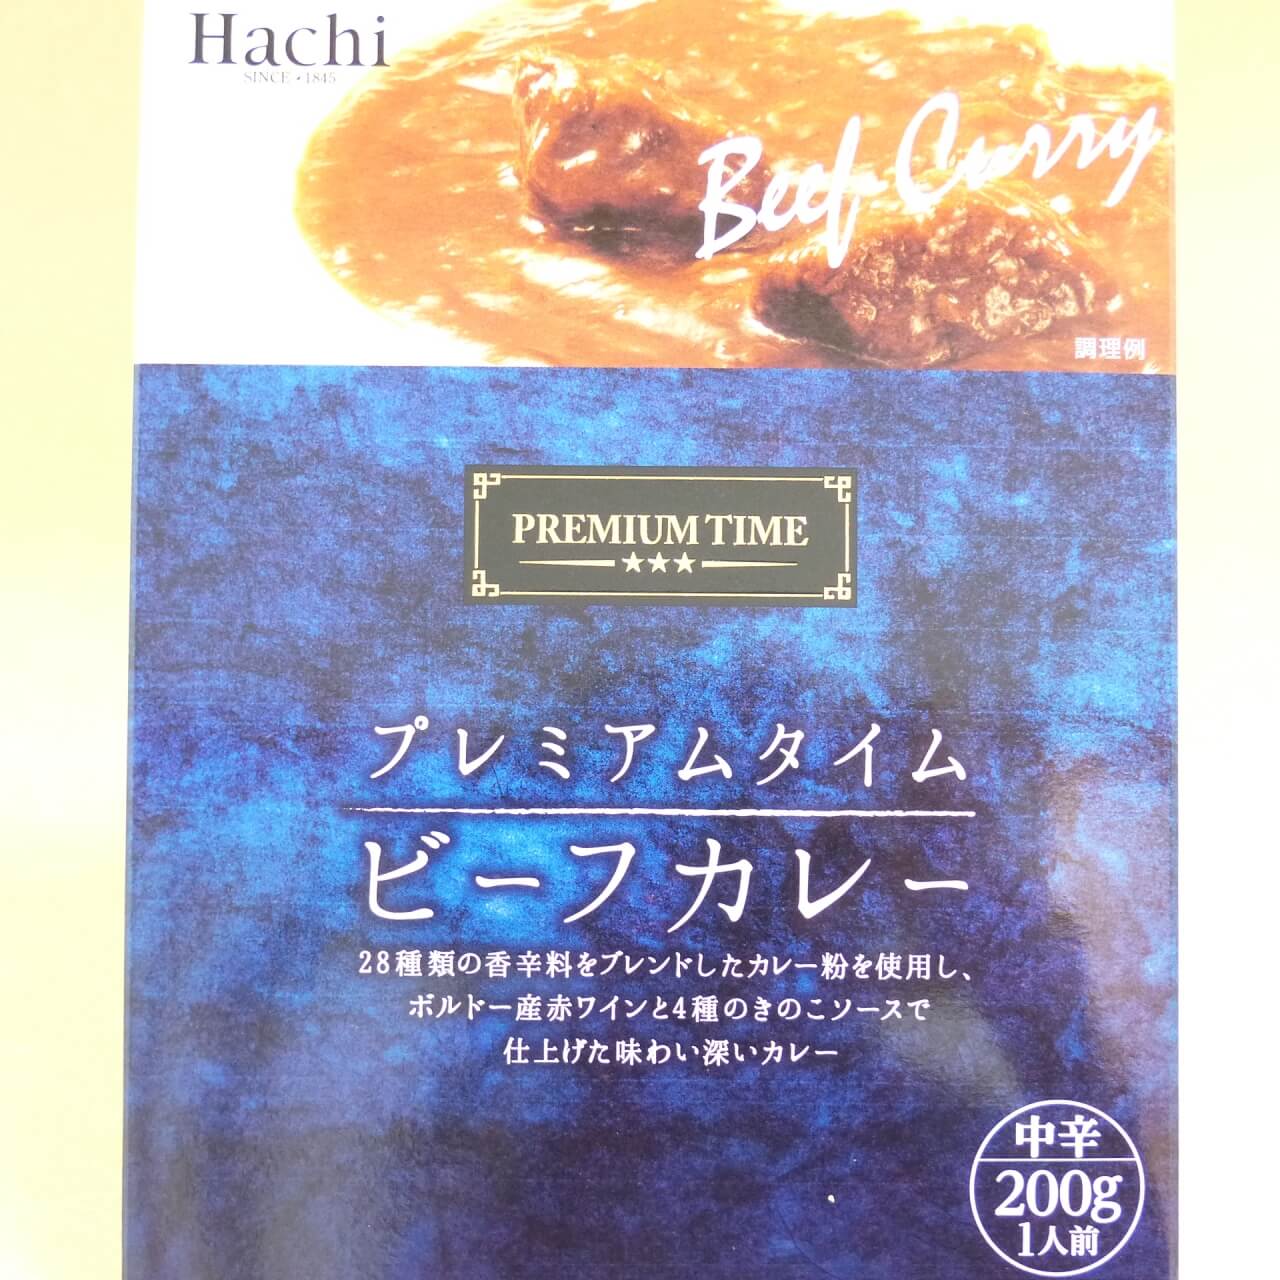 Hachi
SINCE・1845
Beef Curry
調理例
PREMIUM TIME
プレミアムタイム
ビーフカレー
28種類の香辛料をブレンドしたカレー粉を使用し、
ボルドー産赤ワインと4種のきのこソースで
仕上げた味わい深いカレー
中辛
200g
1人前